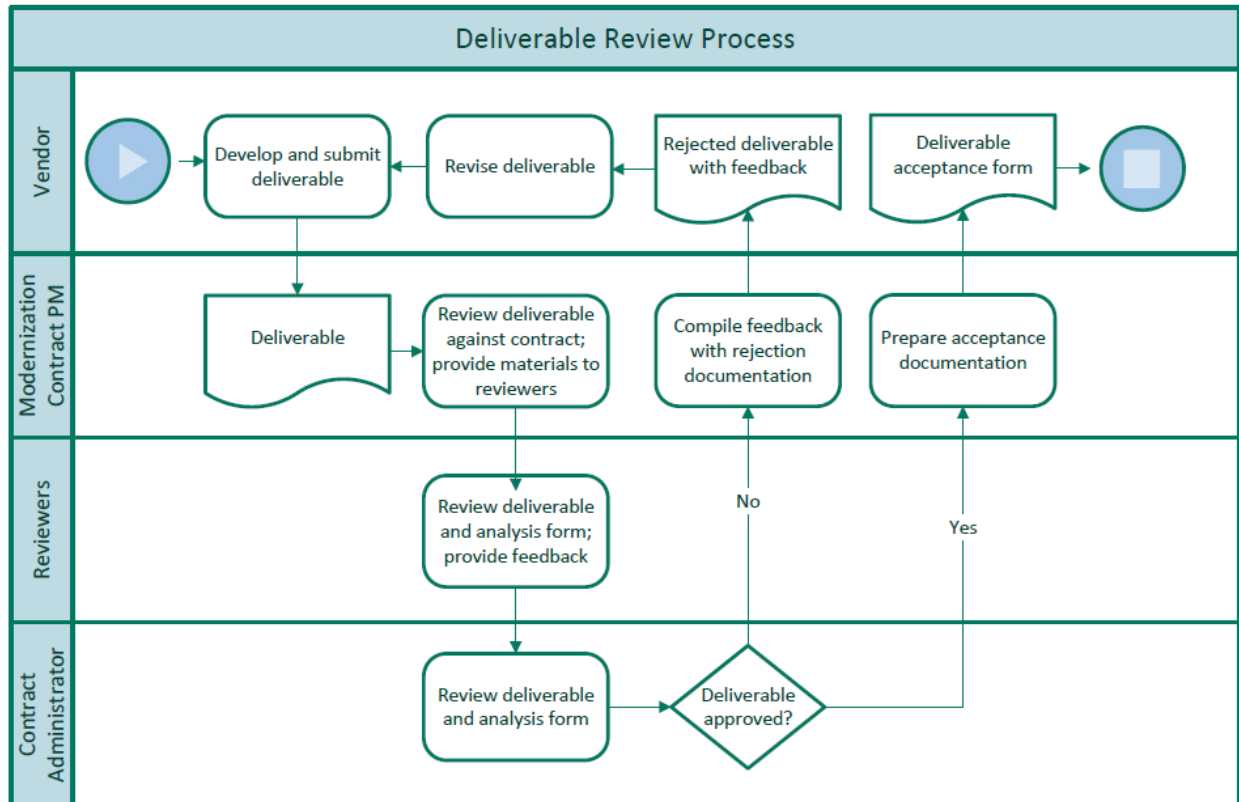 Deliverable Review Process
Vendor
Develop and submit
deliverable
Revise deliverable
Rejected deliverable
with feedback
Deliverable
acceptance form
Modernization
Contract PM
Deliverable
Review deliverable
against contract;
provide materials to
reviewers
Compile feedback
with rejection
documentation
Prepare acceptance
documentation
Reviewers
Review deliverable
and analysis form;
provide feedback
No
Yes
Contract
Administrator
Review deliverable
and analysis form
Deliverable
approved?